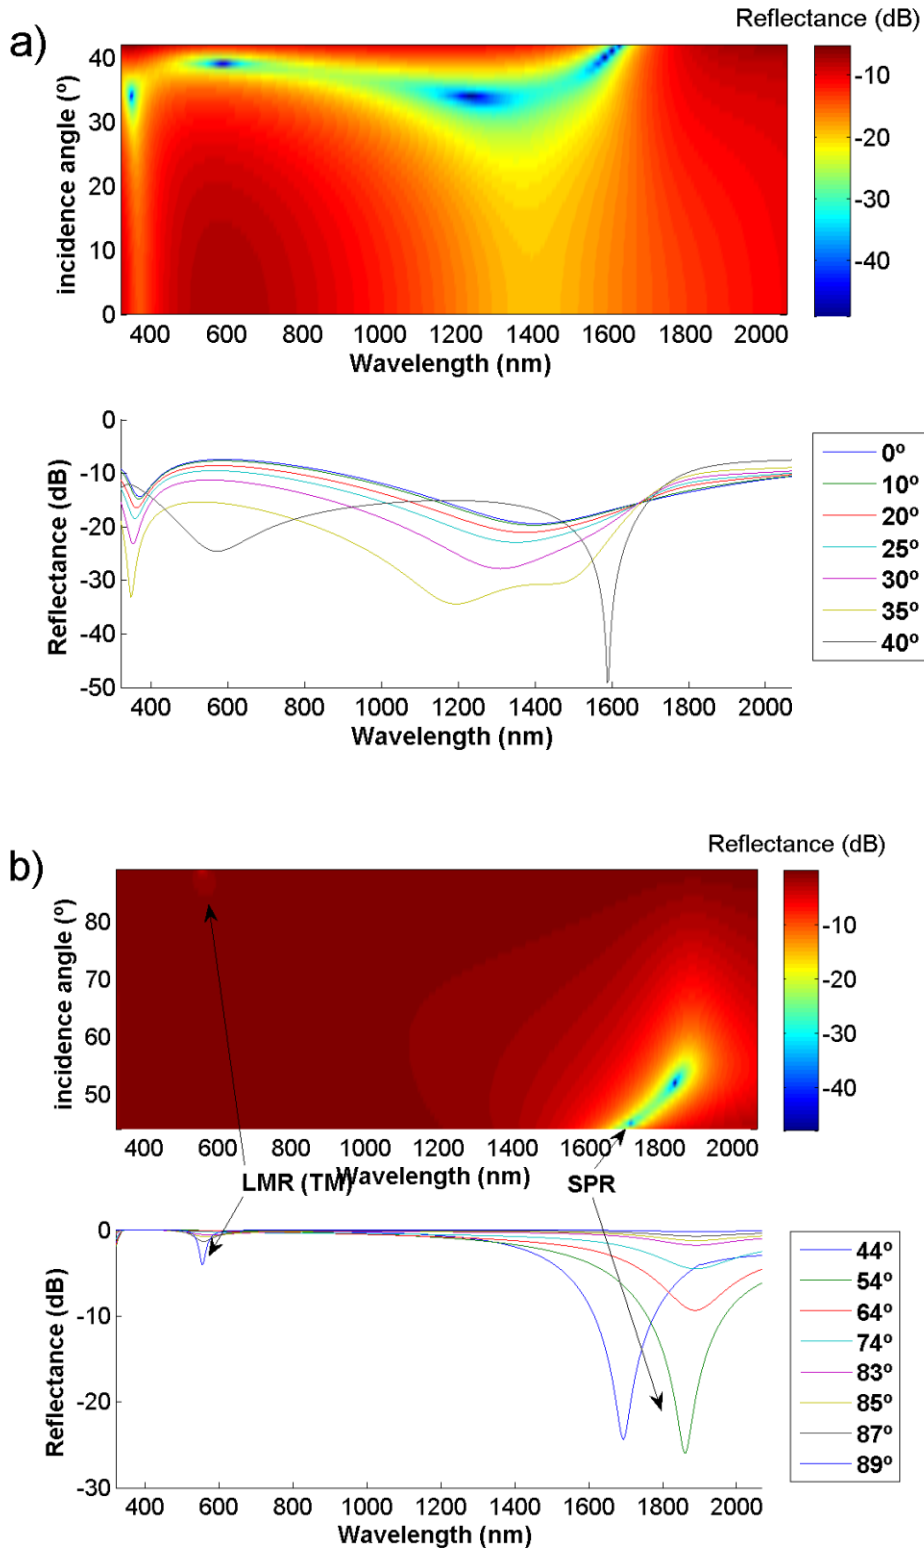 a)
Reflectance (dB)
40
30
20
10
0
incidence angle (º)
400 600 800 1000 1200 1400 1600 1800 2000
Wavelength (nm)
-10
-20
-30
-40
0
-10
-20
-30
-40
-50
Reflectance (dB)
400 600 800 1000 1200 1400 1600 1800 2000
Wavelength (nm)
0º
10º
20º
25º
30º
35º
40º
b)
Reflectance (dB)
80
70
60
50
incidence angle (º)
400 600 800 1000 1200 1400 1600 1800 2000
Wavelength (nm)
-10
-20
-30
-40
LMR (TM)
SPR
0
-10
-20
-30
Reflectance (dB)
400 600 800 1000 1200 1400 1600 1800 2000
Wavelength (nm)
44º
54º
64º
74º
83º
85º
87º
89º